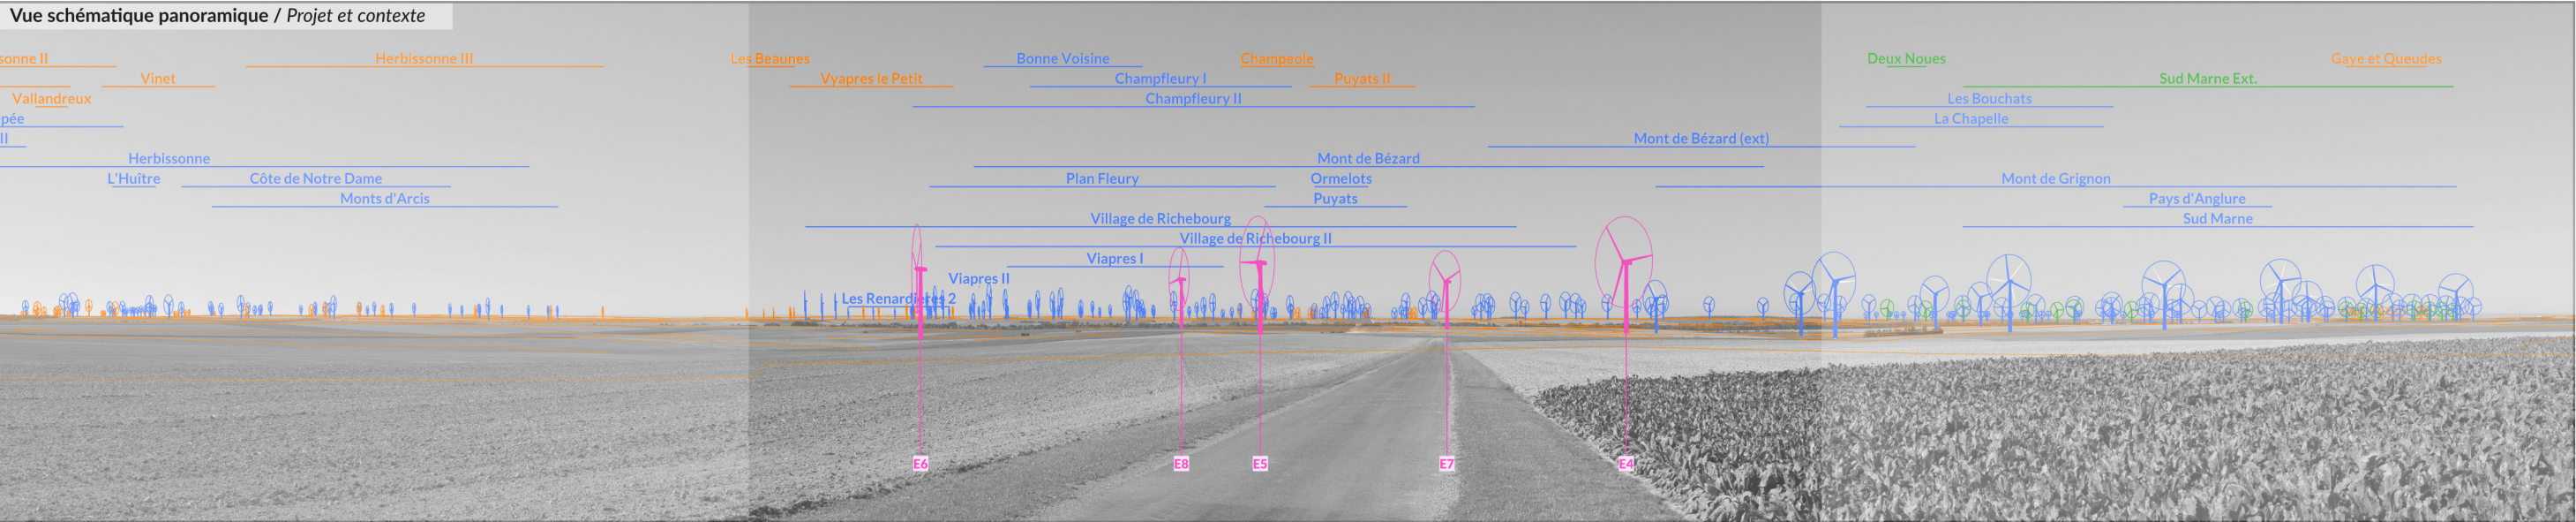 Vue schématique panoramique / Projet et contexte
sonne II
Herbissonne III
Les Beaunes
Bonne Voisine
Champeole
Deux Noues
Gaye et Queudes
Vinet
Vyapres le Petit
Champfleury I
Puyats II
Sud Marne Ext.
Vallandreux
Champfleury II
Les Bouchats
pée
La Chapelle
II
Mont de Bézard (ext)
Herbissonne
Mont de Bézard
L'Huître
Côte de Notre Dame
Plan Fleury
Ormelots
Mont de Grignon
Monts d'Arcis
Puyats
Pays d'Anglure
Village de Richebourg
Sud Marne
Village de Richebourg II
Viapres I
Viapres II
Les Renardières 2
E6
E8
E5
E7
E4